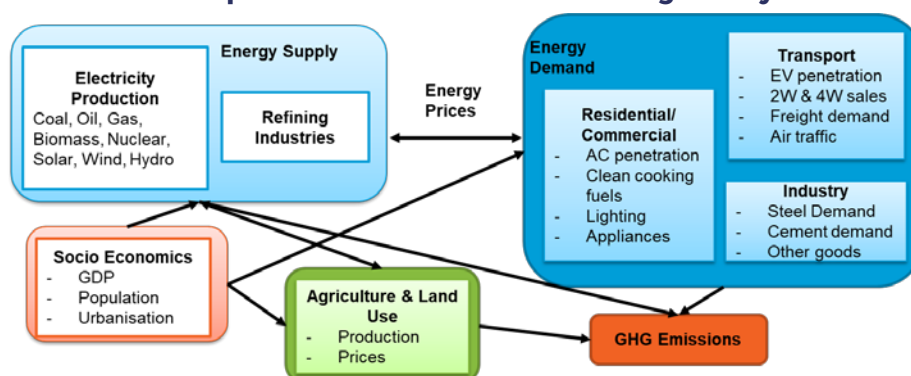 Energy Supply
Electricity
Production
Coal, Oil, Gas,
Biomass, Nuclear,
Solar, Wind, Hydro
Refining
Industries
Energy
Prices
Energy
Demand
Residential/
Commercial
- AC penetration
- Clean cooking
fuels
- Lighting
- Appliances
Transport
- EV penetration
- 2W & 4W sales
- Freight demand
- Air traffic
Industry
- Steel Demand
- Cement demand
- Other goods
Socio Economics
- GDP
- Population
- Urbanisation
Agriculture & Land
Use
- Production
- Prices
GHG Emissions